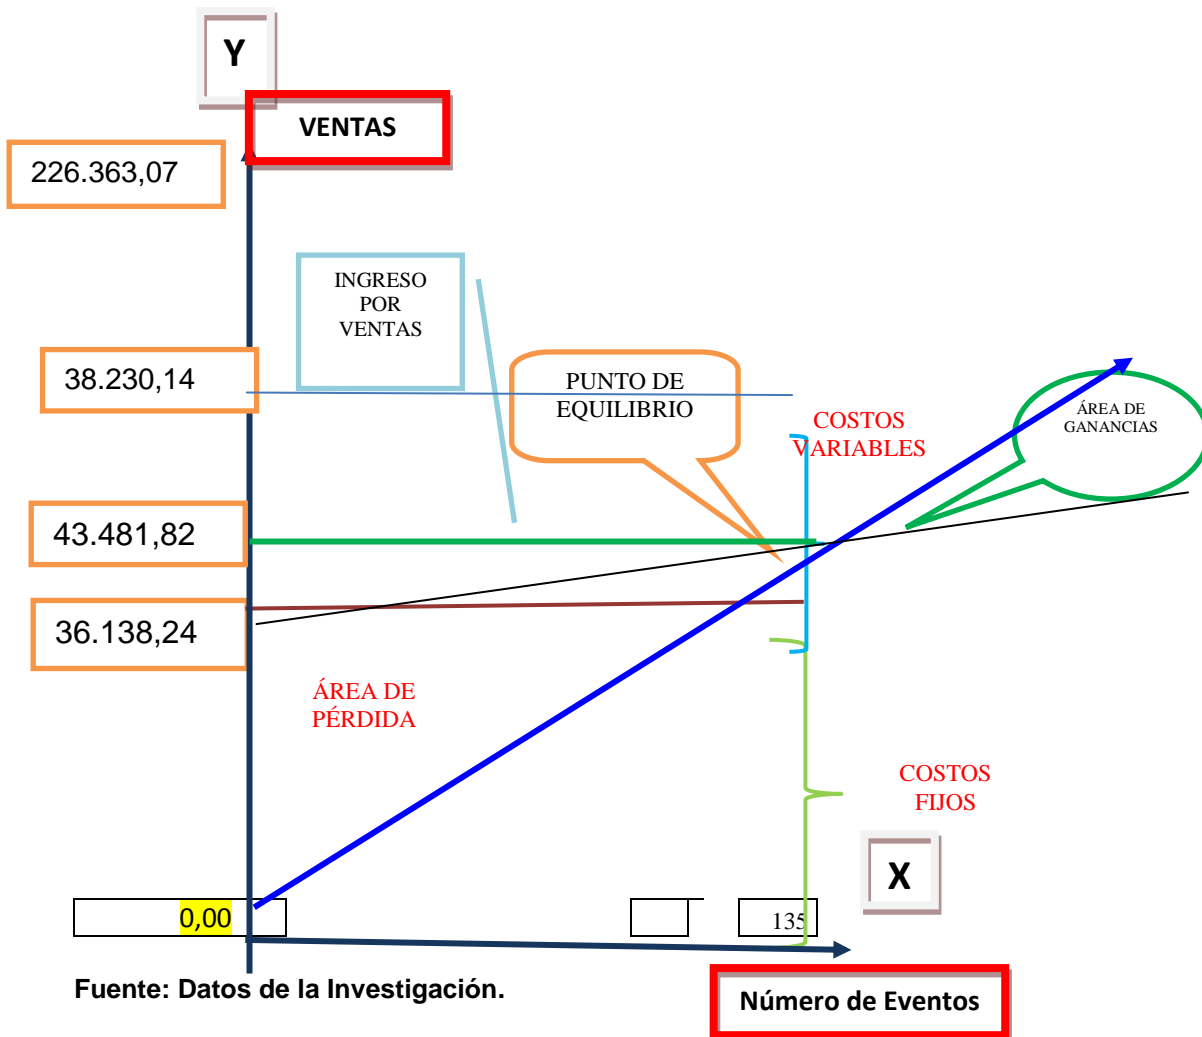 Y
VENTAS
226.363,07
INGRESO
POR
VENTAS
38.230,14
PUNTO DE
EQUILIBRIO
COSTOS
VARIABLES
ÁREA DE
GANANCIAS
43.481,82
36.138,24
ÁREA DE
PÉRDIDA
COSTOS
FIJOS
X
0,00
135
Fuente: Datos de la Investigación.
Número de Eventos